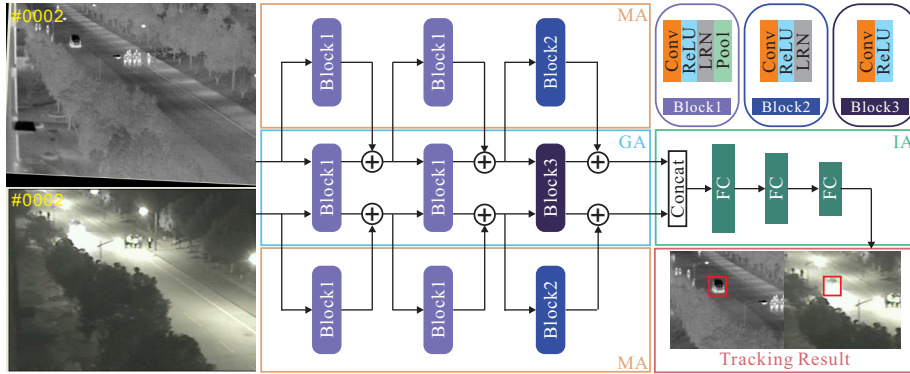 #0002
#0002
MA
Block1
Block1
Block2
GA
Block1
Block1
Block3
Block1
Block1
Block2
MA
Conv
ReLU
LRN
Pool
Block1
Conv
ReLU
LRN
Block2
Conv
ReLU
Block3
IA
Concat
FC
FC
FC
Tracking Result